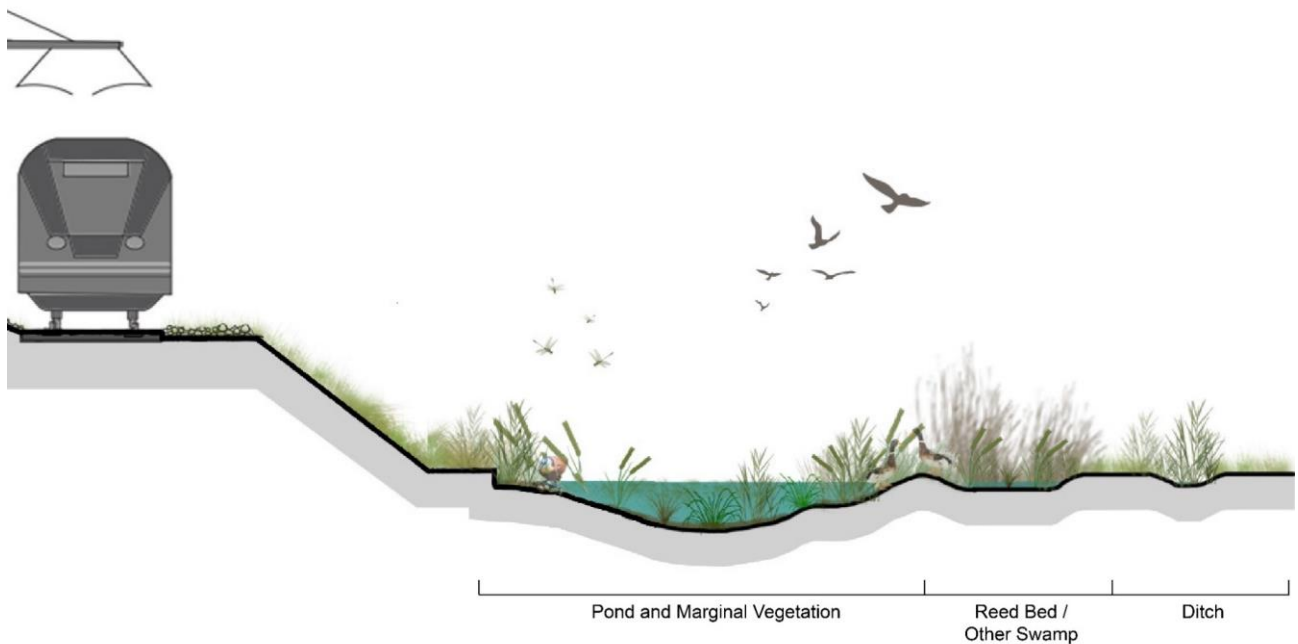 Pond and Marginal Vegetation
Reed Bed /
Other Swamp
Ditch